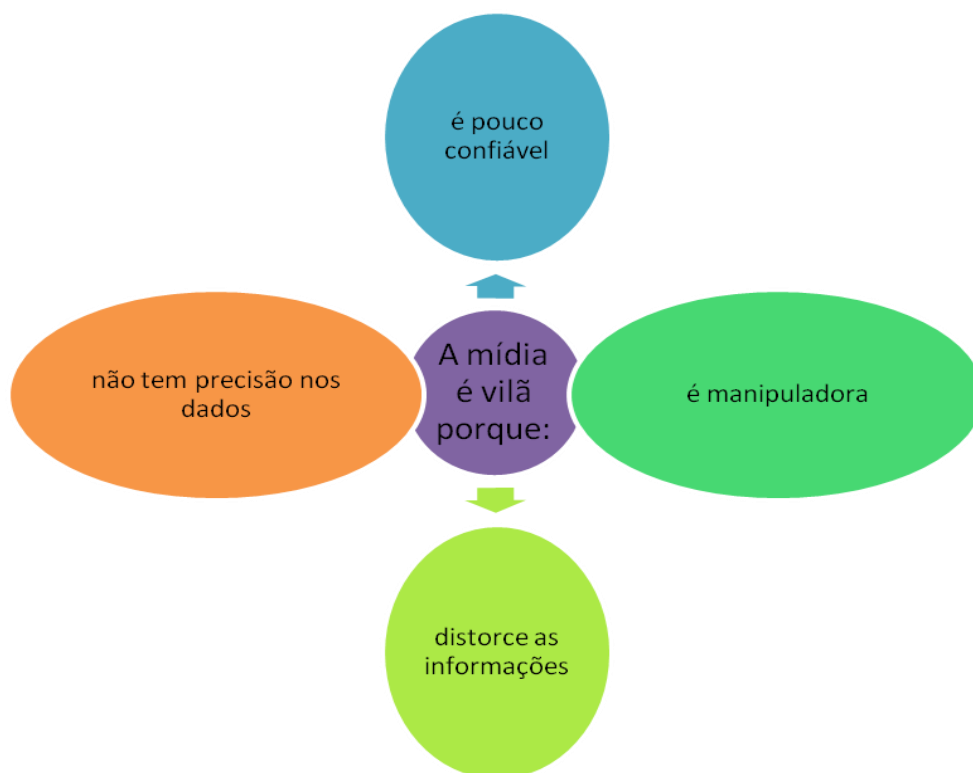 é pouco
confiável
não tem precisão nos
dados
A mídia
é vilã
porque:
é manipuladora
distorce as
informações